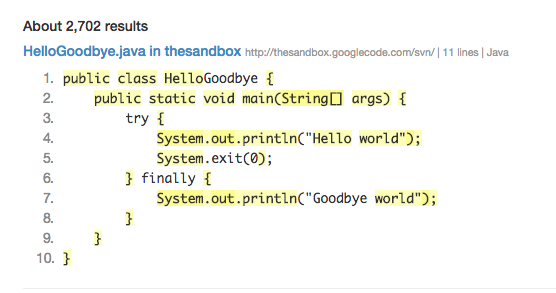 About 2,702 results
HelloGoodbye.java in thesandbox http://thesandbox.googlecode.com/svn/ | 11 lines | Java
1. public class HelloGoodbye {
2.     public static void main(String[] args) {
3.         try {
4.             System.out.println("Hello world");
5.             System.exit(0);
6.         } finally {
7.             System.out.println("Goodbye world");
8.         }
9.     }
10. }